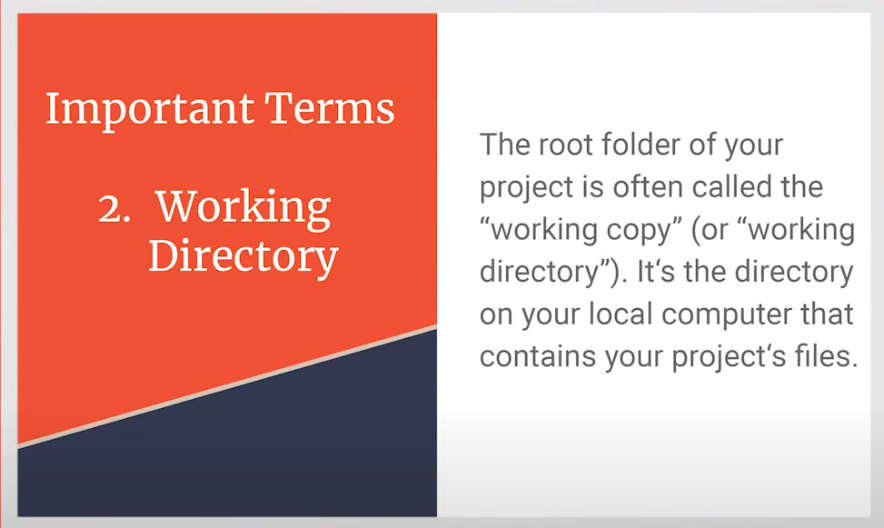 Important Terms
2. Working
Directory
The root folder of your
project is often called the
“working copy” (or “working
directory”). It‘s the directory
on your local computer that
contains your project‘s files.